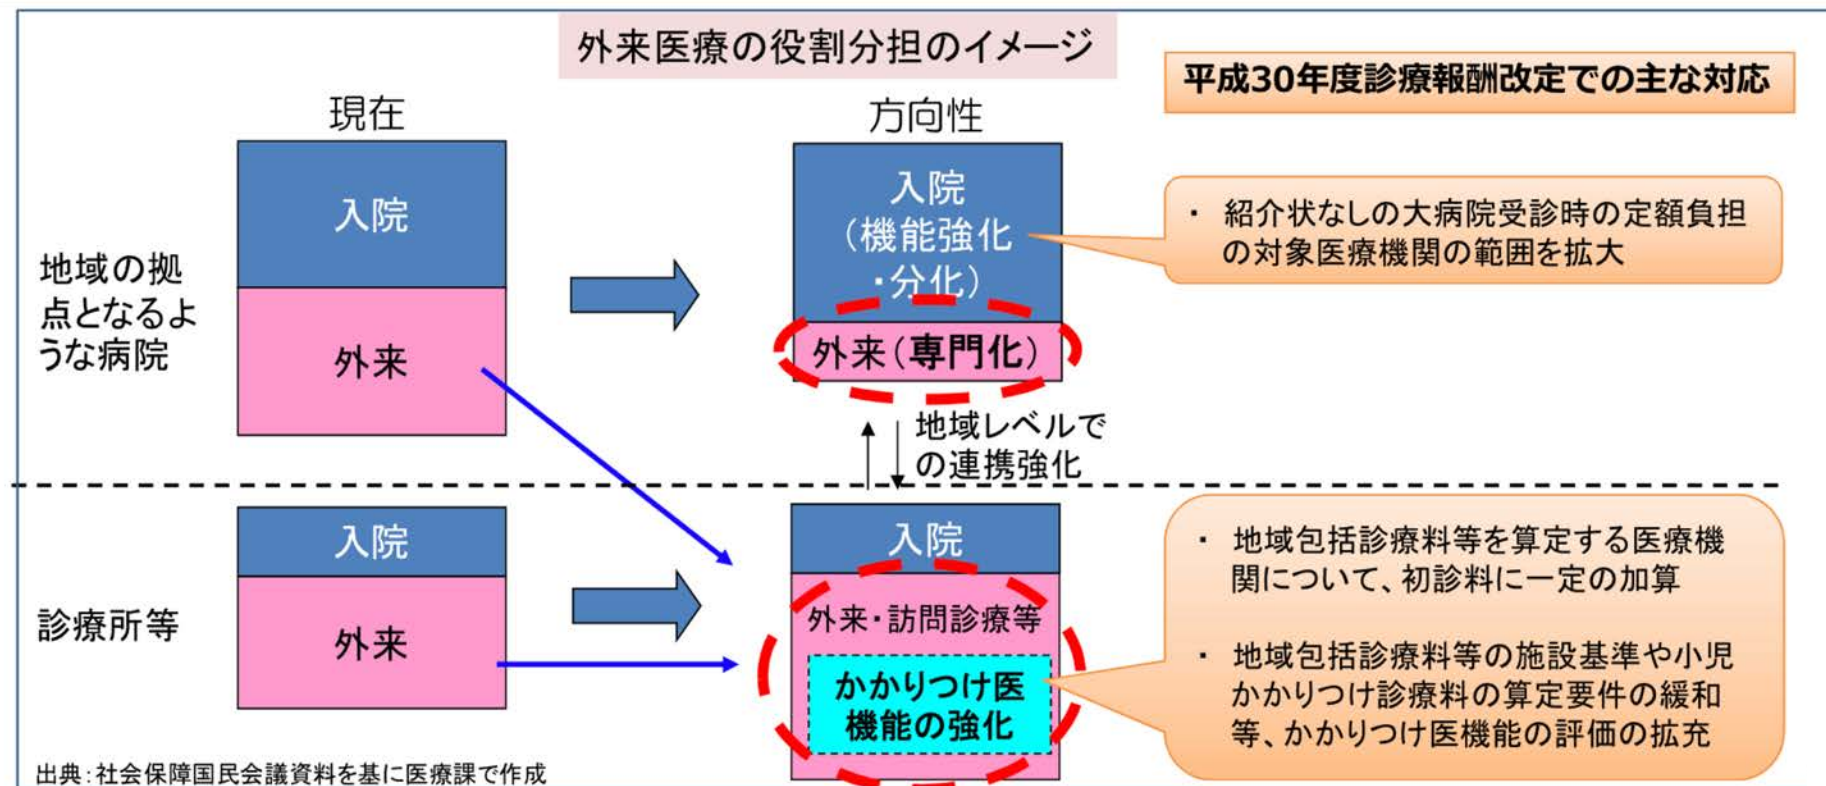 外来医療の役割分担のイメージ
平成30年度診療報酬改定での主な対応
現在
方向性
地域の拠
点となるよ
うな病院
入院
外来
入院
(機能強化
・分化)
外来(専門化)
・ 紹介状なしの大病院受診時の定額負担
の対象医療機関の範囲を拡大
地域レベルで
の連携強化
診療所等
入院
外来
入院
外来・訪問診療等
かかりつけ医
機能の強化
・ 地域包括診療料等を算定する医療機
関について、初診料に一定の加算
・ 地域包括診療料等の施設基準や小児
かかりつけ診療料の算定要件の緩和
等、かかりつけ医機能の評価の拡充
出典:社会保障国民会議資料を基に医療課で作成